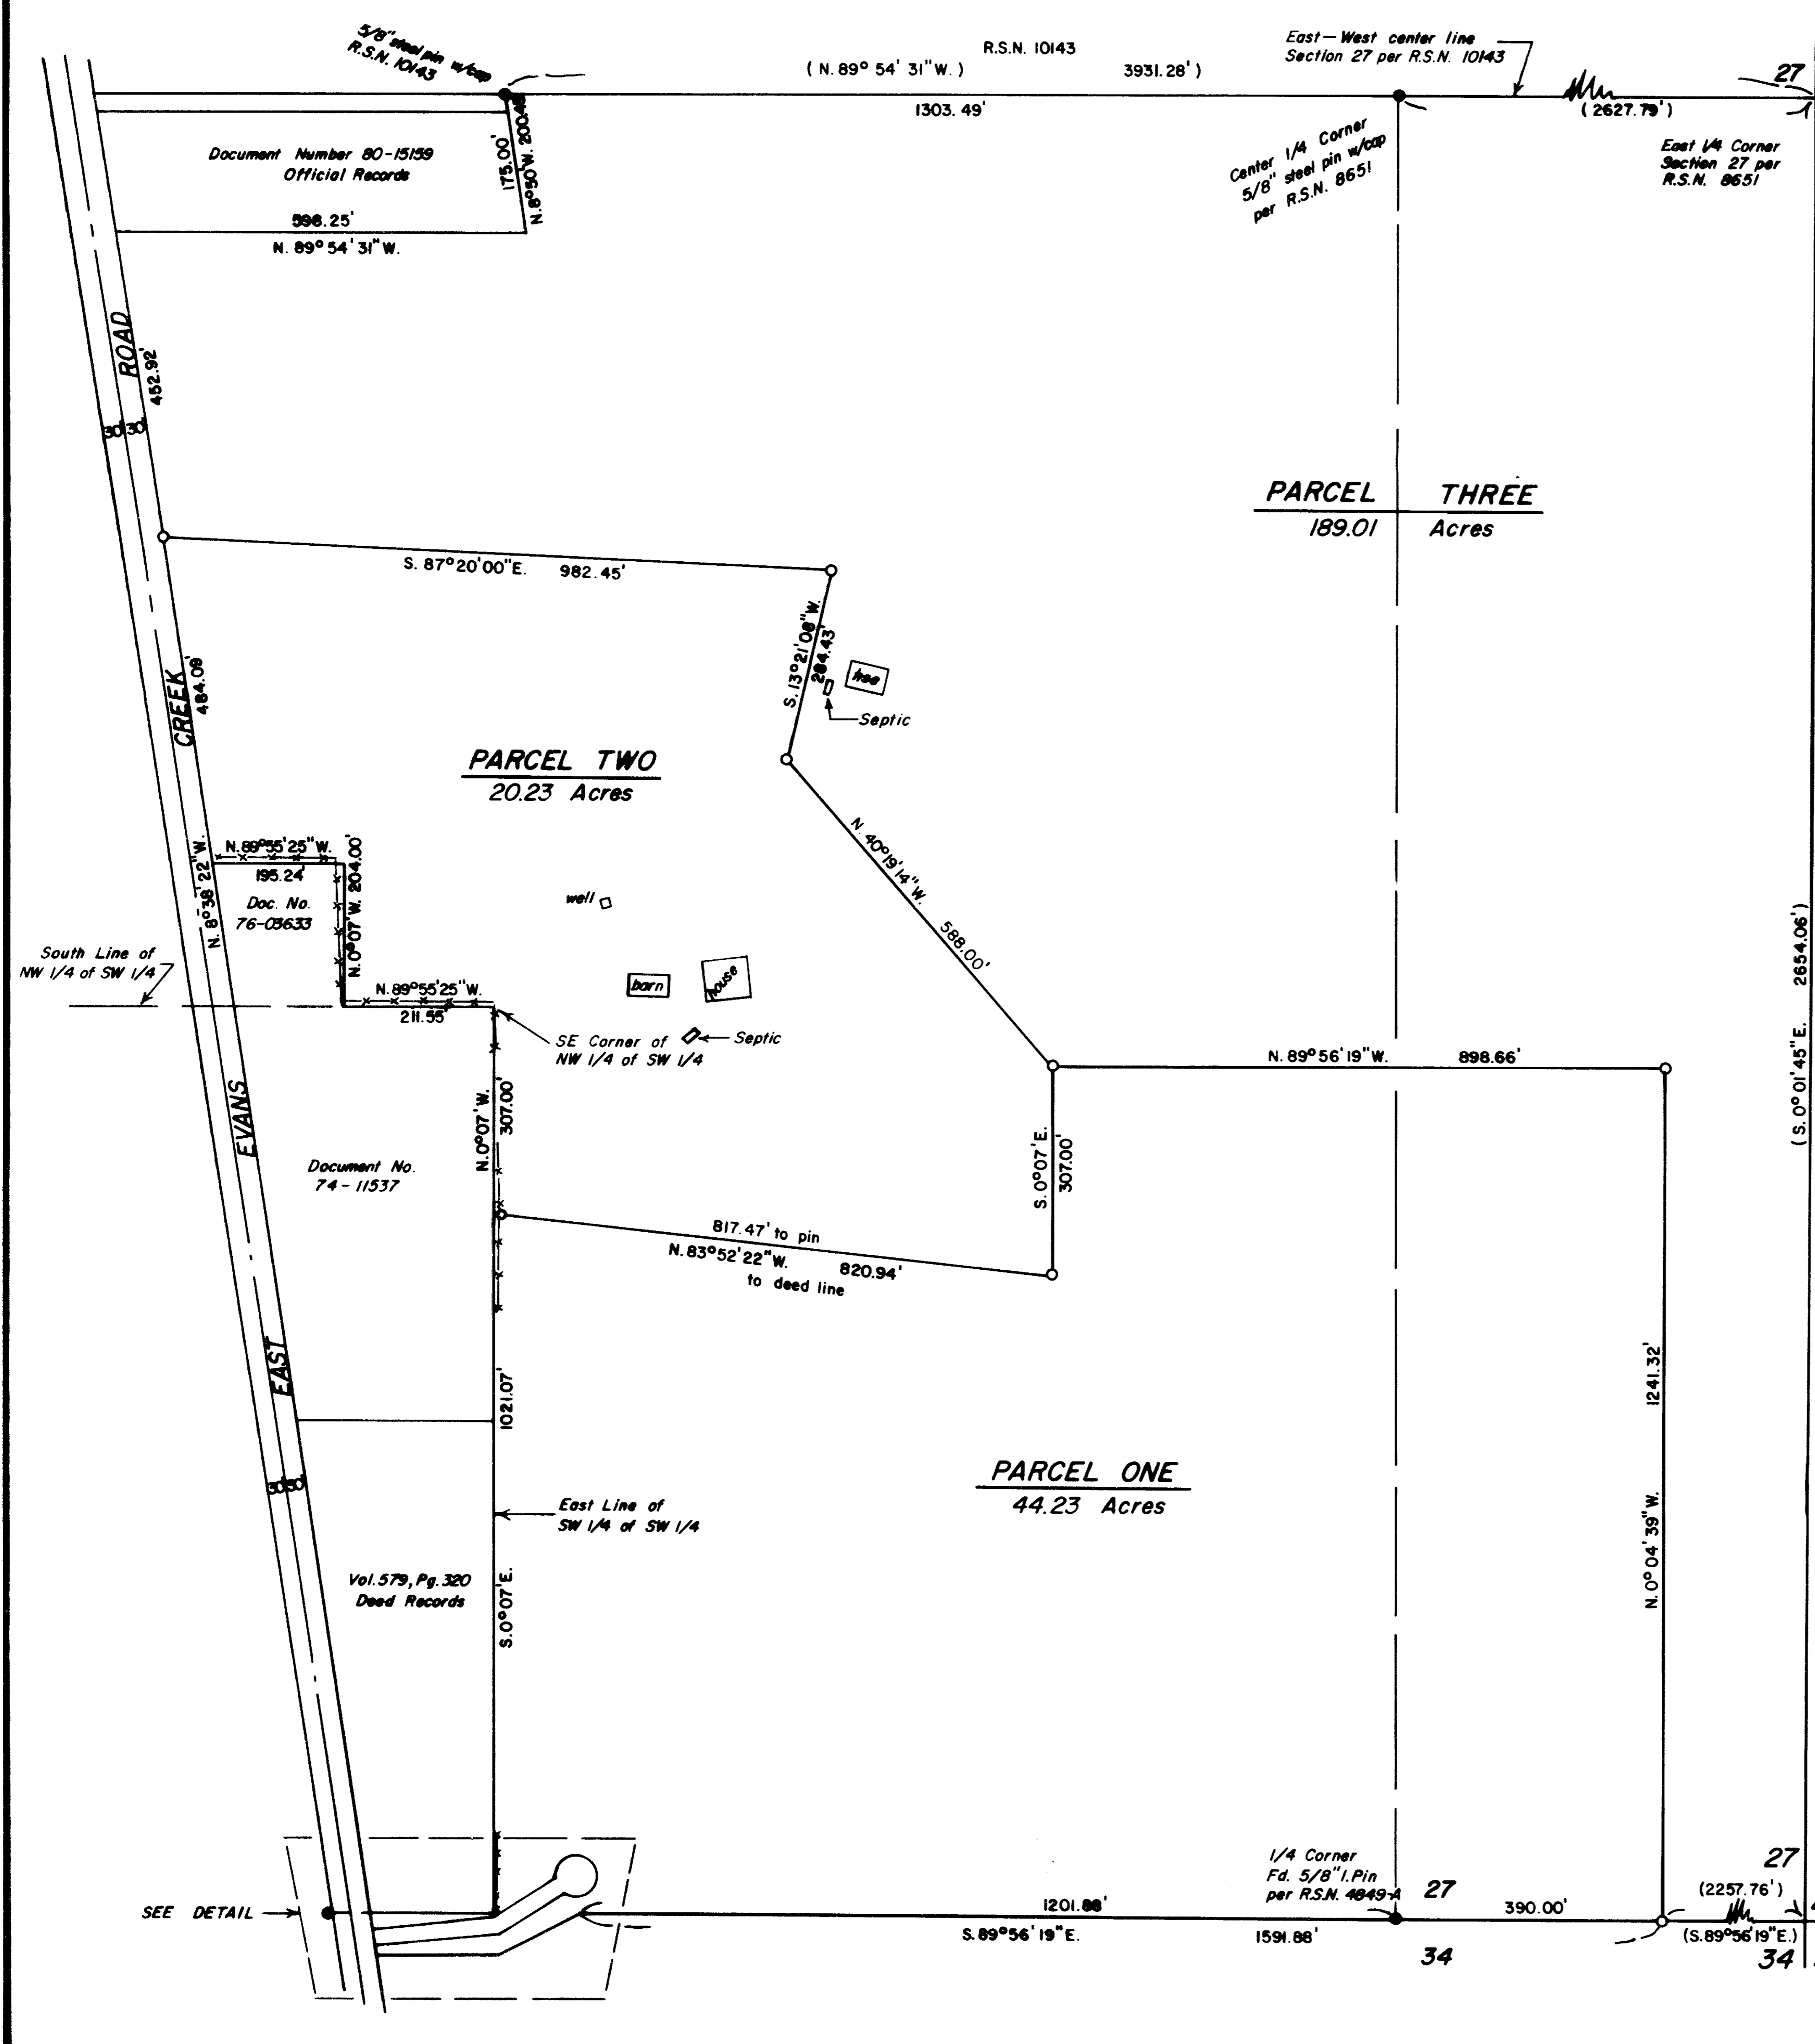 5/8" steel pin w/cap
R.S.N. 10143
R.S.N. 10143
( N. 89° 54' 31"W. ) 3931.28' )
1303.49'
East-West center line
Section 27 per R.S.N. 10143
27
( 2627.79' )
East 1/4 Corner
Section 27 per
R.S.N. 8651
Center 1/4 Corner
5/8" steel pin w/cap
per R.S.N. 8651
Document Number 80-15159
Official Records
175.00'
N.8°50'W. 200.48'
598.25'
N. 89° 54' 31" W.
ROAD
452.92'
30' 30'
PARCEL THREE
189.01 Acres
S. 87°20'00"E. 982.45'
S. 13°21'08"W.
284.43'
hse
Septic
CREEK
484.09'
PARCEL TWO
20.23 Acres
N. 40°19'14"W. 588.00'
N. 8°38'22"W.
N.89°55'25"W.
195.24'
Doc. No.
76-03633
N.0°07'W. 204.00'
well
South Line of
NW 1/4 of SW 1/4
barn
house
N.89°55'25"W.
211.55'
SE Corner of
NW 1/4 of SW 1/4
Septic
( S. 0° 01' 45" E. 2654.06' )
N. 89°56'19"W. 898.66'
EVANS
N.0°07'W.
307.00'
S. 0°07'E.
307.00'
Document No.
74-11537
817.47' to pin
N. 83°52'22"W. 820.94'
to deed line
EAST
1021.07'
N.0° 04' 39"W. 1241.32'
30' 30'
PARCEL ONE
44.23 Acres
East Line of
SW 1/4 of SW 1/4
Vol. 579, Pg. 320
Deed Records
S.0°07'E.
1/4 Corner
Fd. 5/8" I.Pin
per R.S.N. 4849-A
27
27
SEE DETAIL
1201.88'
390.00'
(2257.76')
S. 89°56'19"E. 1591.88'
(S.89°56'19"E.)
34
34